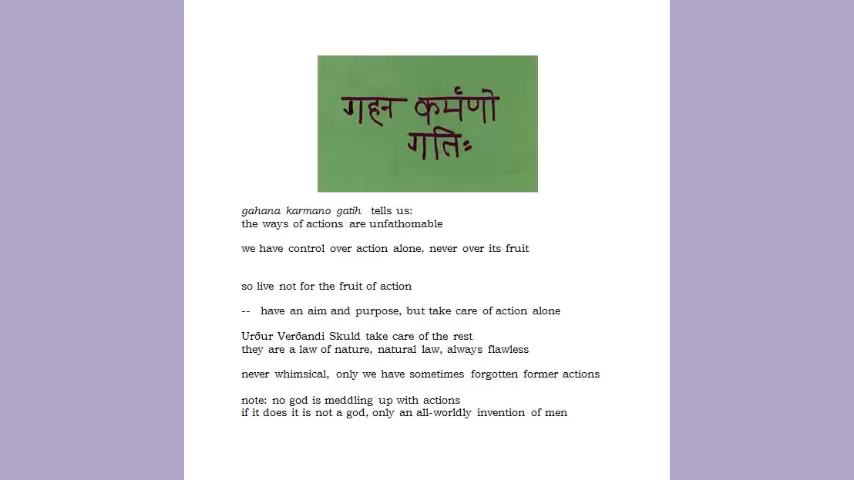 गहन कर्मणो
गतिः
gahana karmano gatih tells us:
the ways of actions are unfathomable
we have control over action alone, never over its fruit
so live not for the fruit of action
-- have an aim and purpose, but take care of action alone
Urður Verðandi Skuld take care of the rest
they are a law of nature, natural law, always flawless
never whimsical, only we have sometimes forgotten former actions
note: no god is meddling up with actions
if it does it is not a god, only an all-worldly invention of men